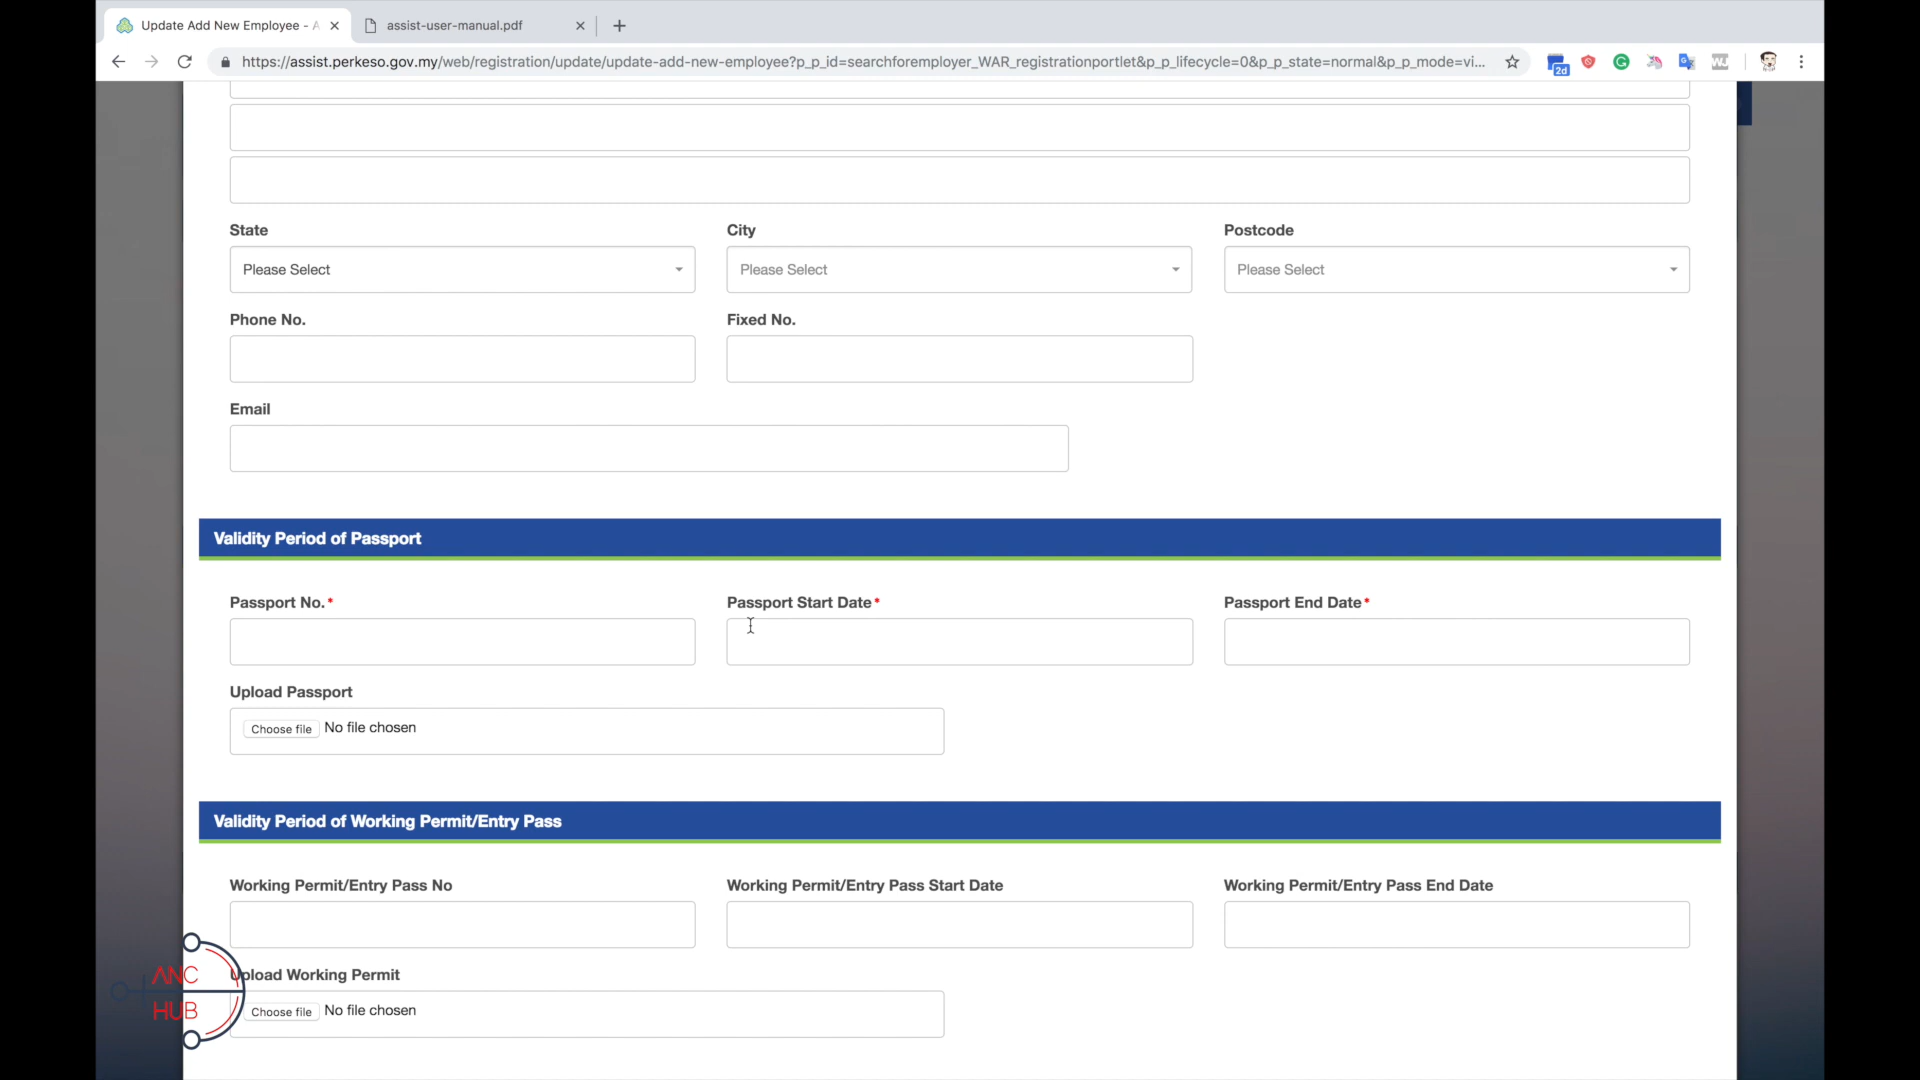 Update Add New Employee - A
assist-user-manual.pdf
https://assist.perkeso.gov.my/web/registration/update/update-add-new-employee?p_p_id=searchforemployer_WAR_registrationportlet&p_p_lifecycle=0&p_p_state=normal&p_p_mode=vi...
2d
State City Postcode
Please Select Please Select Please Select
Phone No. Fixed No.
Email
Validity Period of Passport
Passport No.* Passport Start Date* Passport End Date*
Upload Passport
Choose file No file chosen
Validity Period of Working Permit/Entry Pass
Working Permit/Entry Pass No Working Permit/Entry Pass Start Date Working Permit/Entry Pass End Date
Upload Working Permit
Choose file No file chosen
ANC
HUB